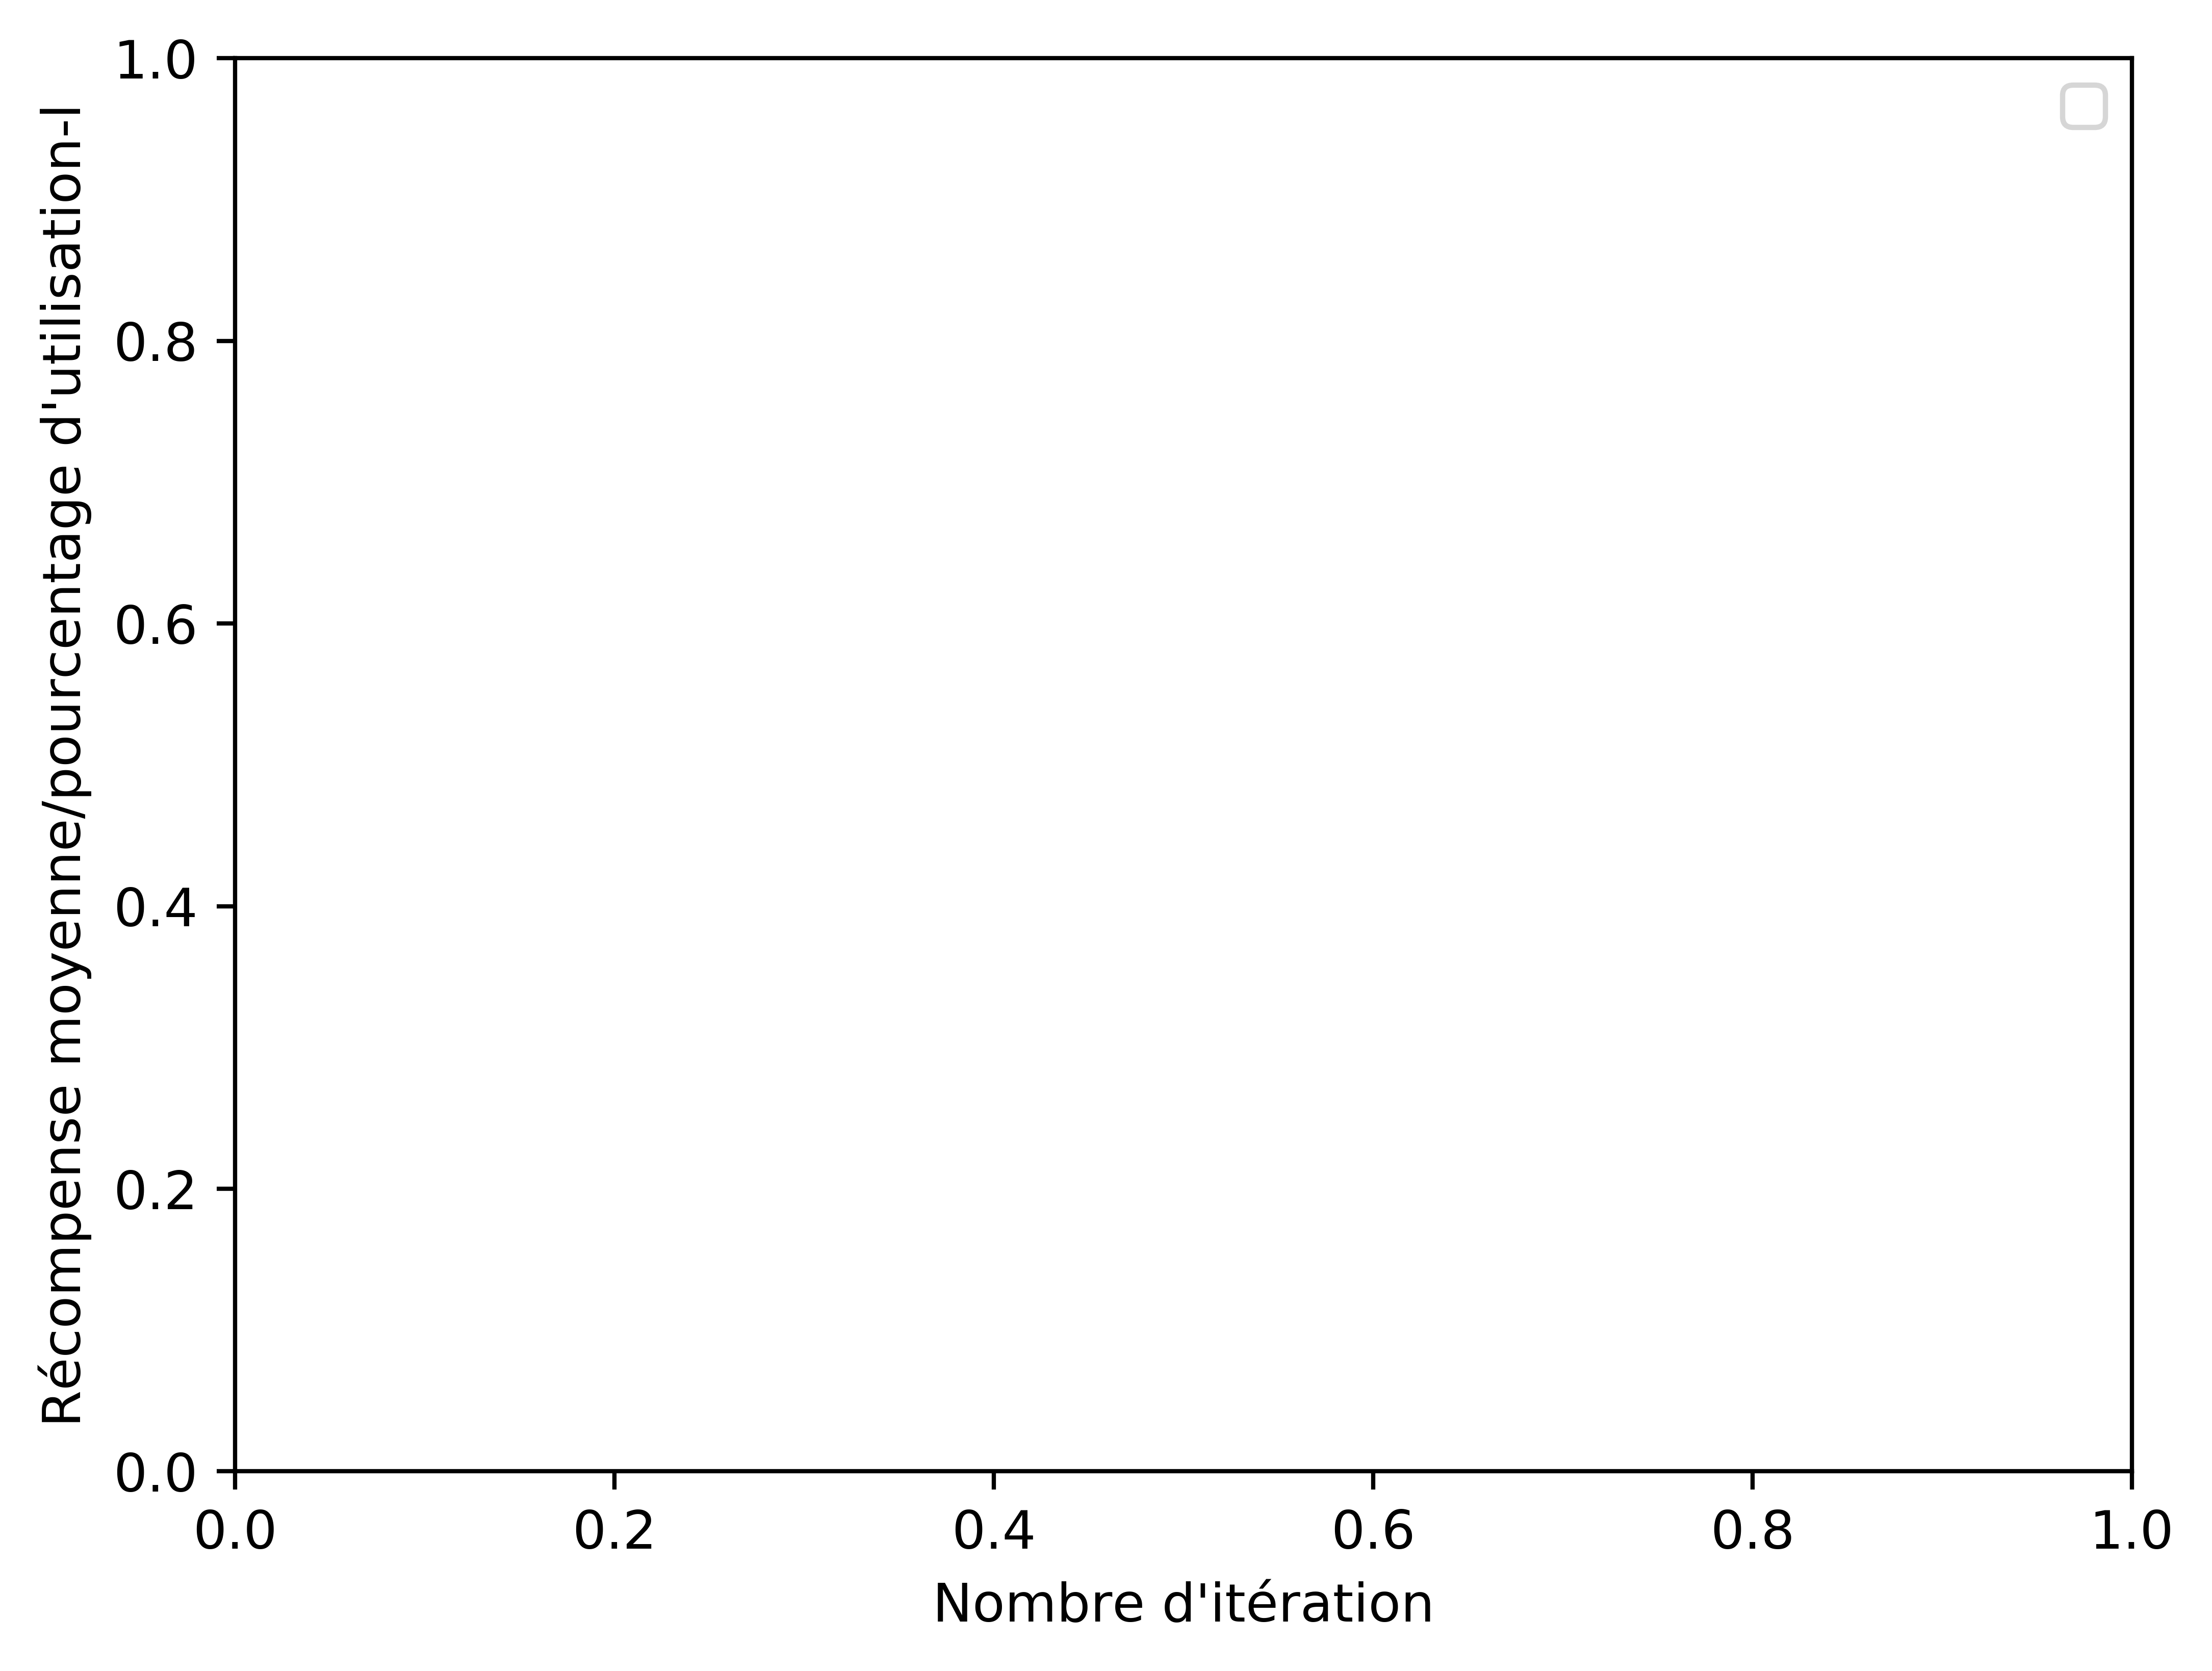 Récompense moyenne/pourcentage d'utilisation-I
1.0
0.8
0.6
0.4
0.2
0.0
0.0 0.2 0.4 0.6 0.8 1.0
Nombre d'itération